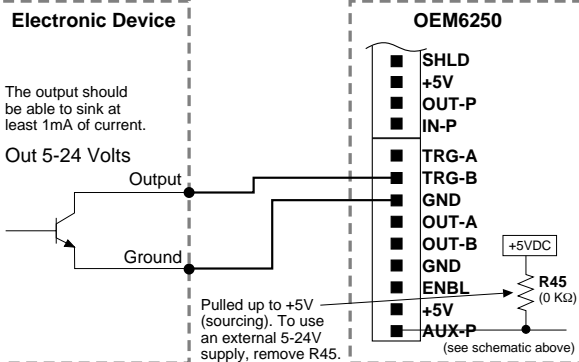 Electronic Device
The output should
be able to sink at
least 1mA of current.
Out 5-24 Volts
Output
Ground
OEM6250
SHLD
+5V
OUT-P
IN-P
TRG-A
TRG-B
GND
OUT-A
OUT-B
GND
ENBL
+5V
AUX-P
+5VDC
R45
(0 KΩ)
(see schematic above)
Pulled up to +5V
(sourcing). To use
an external 5-24V
supply, remove R45.